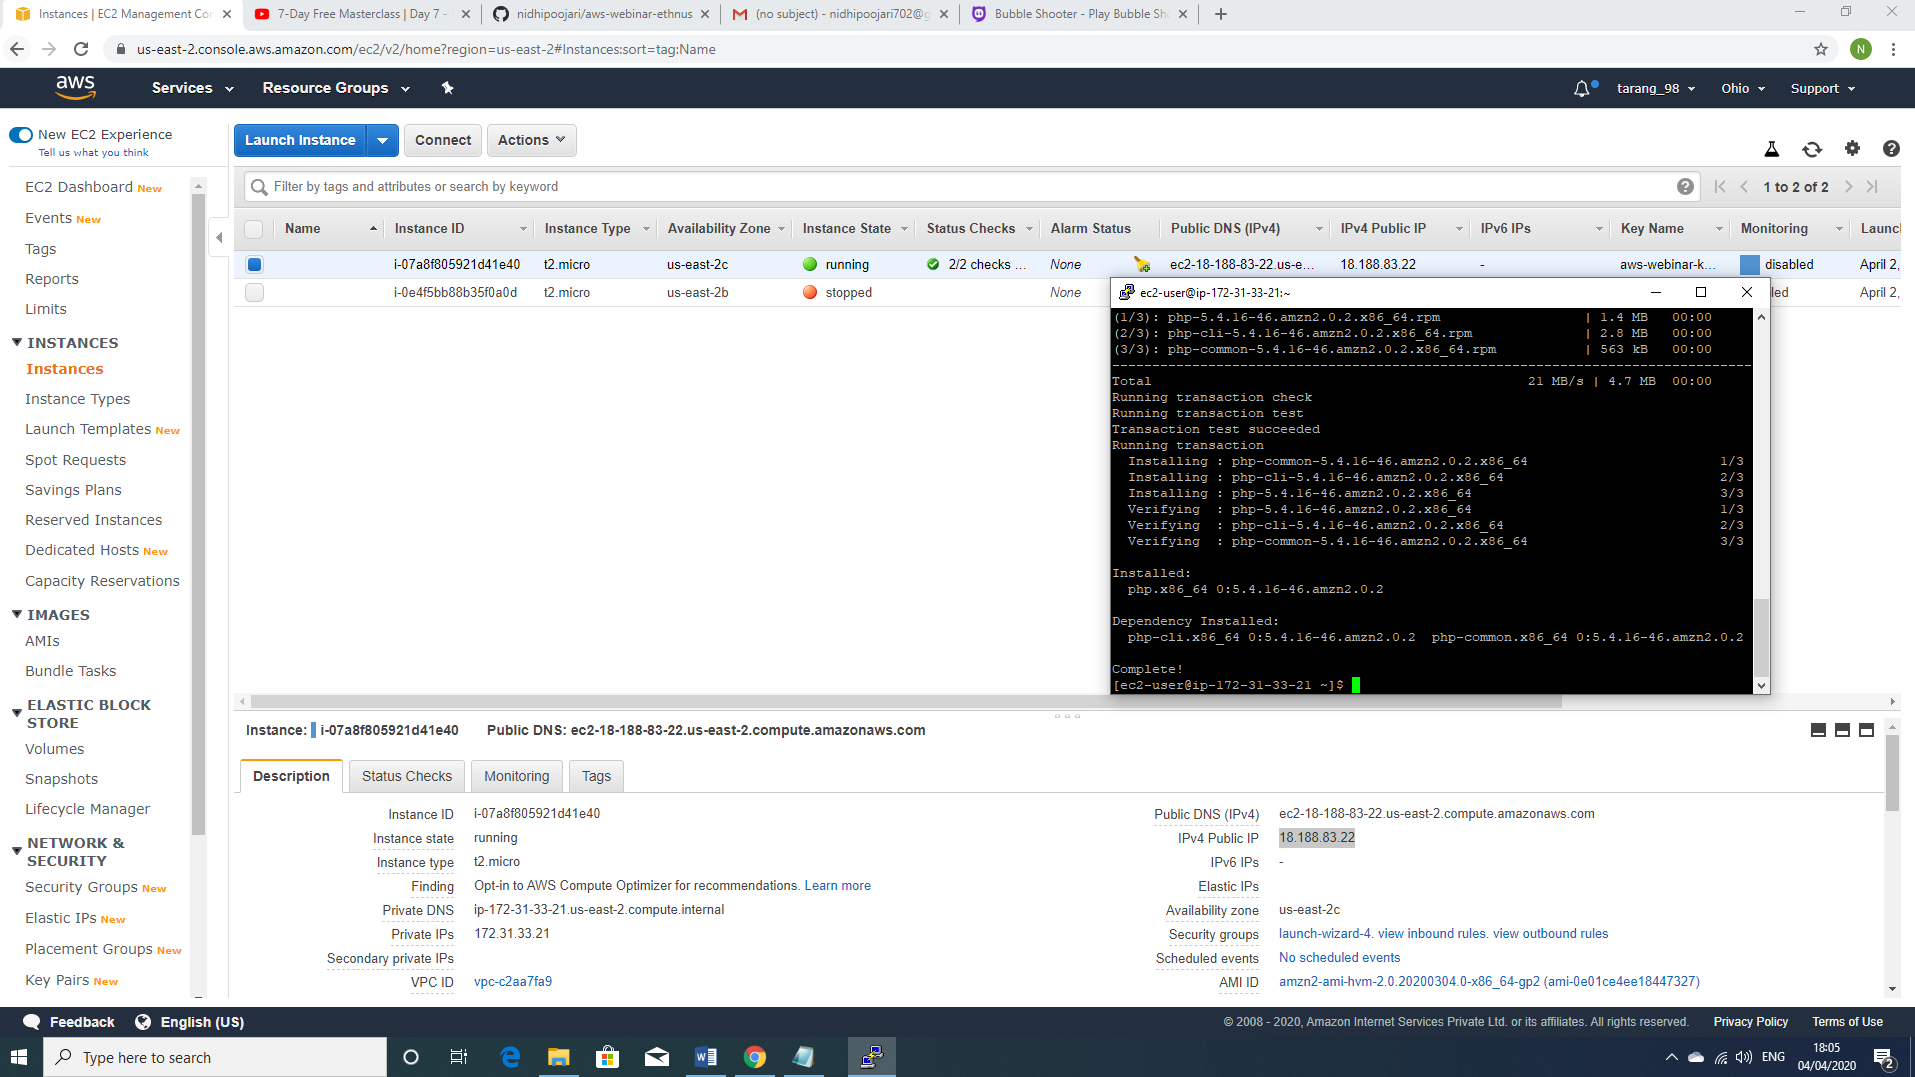 Instances | EC2 Management Con
7-Day Free Masterclass | Day 7 -
nidhipoojari/aws-webinar-ethnus
(no subject) - nidhipoojari702@g
Bubble Shooter - Play Bubble Sho
us-east-2.console.aws.amazon.com/ec2/v2/home?region=us-east-2#Instances:sort=tag:Name
N
aws
Services
Resource Groups
tarang_98
Ohio
Support
New EC2 Experience
Tell us what you think
Launch Instance
Connect
Actions
Filter by tags and attributes or search by keyword
1 to 2 of 2
Name Instance ID Instance Type Availability Zone Instance State Status Checks Alarm Status Public DNS (IPv4) IPv4 Public IP IPv6 IPs Key Name Monitoring Launc
i-07a8f805921d41e40 t2.micro us-east-2c running 2/2 checks ... None ec2-18-188-83-22.us-e... 18.188.83.22 - aws-webinar-k... disabled April 2,
i-0e4f5bb88b35f0a0d t2.micro us-east-2b stopped None led April 2,
EC2 Dashboard New
Events New
Tags
Reports
Limits
INSTANCES
Instances
Instance Types
Launch Templates New
Spot Requests
Savings Plans
Reserved Instances
Dedicated Hosts New
Capacity Reservations
IMAGES
AMIs
Bundle Tasks
ELASTIC BLOCK
STORE
Volumes
Snapshots
Lifecycle Manager
NETWORK &
SECURITY
Security Groups New
Elastic IPs New
Placement Groups New
Key Pairs New
ec2-user@ip-172-31-33-21:~
(1/3): php-5.4.16-46.amzn2.0.2.x86_64.rpm | 1.4 MB 00:00
(2/3): php-cli-5.4.16-46.amzn2.0.2.x86_64.rpm | 2.8 MB 00:00
(3/3): php-common-5.4.16-46.amzn2.0.2.x86_64.rpm | 563 kB 00:00
--------------------------------------------------------------------------------
Total 21 MB/s | 4.7 MB 00:00
Running transaction check
Running transaction test
Transaction test succeeded
Running transaction
Installing : php-common-5.4.16-46.amzn2.0.2.x86_64 1/3
Installing : php-cli-5.4.16-46.amzn2.0.2.x86_64 2/3
Installing : php-5.4.16-46.amzn2.0.2.x86_64 3/3
Verifying : php-5.4.16-46.amzn2.0.2.x86_64 1/3
Verifying : php-cli-5.4.16-46.amzn2.0.2.x86_64 2/3
Verifying : php-common-5.4.16-46.amzn2.0.2.x86_64 3/3
Installed:
php.x86_64 0:5.4.16-46.amzn2.0.2
Dependency Installed:
php-cli.x86_64 0:5.4.16-46.amzn2.0.2 php-common.x86_64 0:5.4.16-46.amzn2.0.2
Complete!
[ec2-user@ip-172-31-33-21 ~]$
Instance: i-07a8f805921d41e40 Public DNS: ec2-18-188-83-22.us-east-2.compute.amazonaws.com
Description
Status Checks
Monitoring
Tags
Instance ID i-07a8f805921d41e40
Instance state running
Instance type t2.micro
Finding Opt-in to AWS Compute Optimizer for recommendations. Learn more
Private DNS ip-172-31-33-21.us-east-2.compute.internal
Private IPs 172.31.33.21
Secondary private IPs
VPC ID vpc-c2aa7fa9
Public DNS (IPv4) ec2-18-188-83-22.us-east-2.compute.amazonaws.com
IPv4 Public IP 18.188.83.22
IPv6 IPs -
Elastic IPs
Availability zone us-east-2c
Security groups launch-wizard-4. view inbound rules. view outbound rules
Scheduled events No scheduled events
AMI ID amzn2-ami-hvm-2.0.20200304.0-x86_64-gp2 (ami-0e01ce4ee18447327)
Feedback
English (US)
© 2008 - 2020, Amazon Internet Services Private Ltd. or its affiliates. All rights reserved.
Privacy Policy
Terms of Use
Type here to search
ENG
18:05
04/04/2020
2